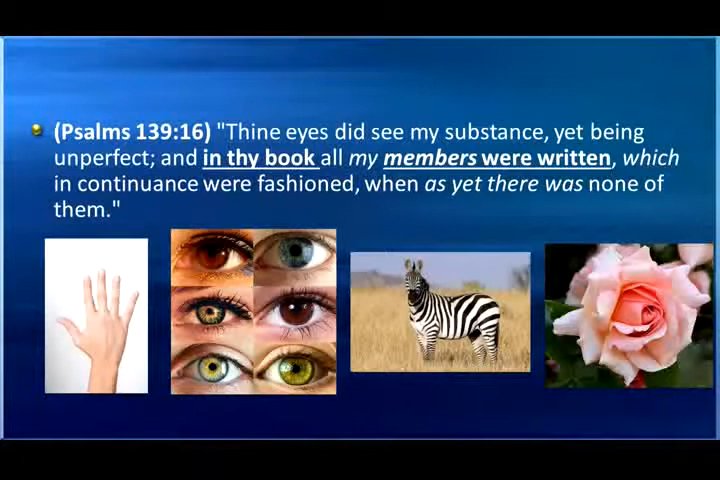 (Psalms 139:16) "Thine eyes did see my substance, yet being
unperfect; and in thy book all my members were written, which
in continuance were fashioned, when as yet there was none of
them."